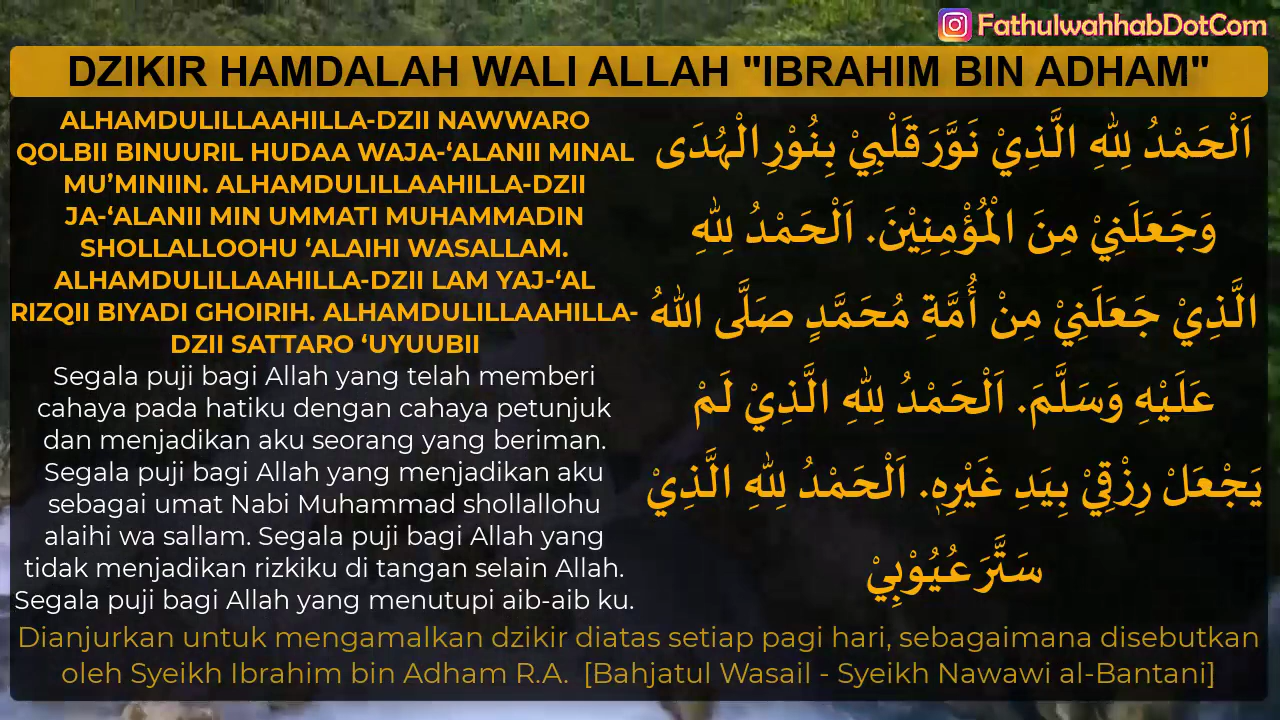 FathulwahhabDotCom
DZIKIR HAMDALAH WALI ALLAH "IBRAHIM BIN ADHAM"
ALHAMDULILLAAHILLA-DZII NAWWARO
QOLBII BINUURIL HUDAA WAJA-‘ALANII MINAL
MU’MINIIN. ALHAMDULILLAAHILLA-DZII
JA-‘ALANII MIN UMMATI MUHAMMADIN
SHOLLALLOOHU ‘ALAIHI WASALLAM.
ALHAMDULILLAAHILLA-DZII LAM YAJ-‘AL
RIZQII BIYADI GHOIRIH. ALHAMDULILLAAHILLA-
DZII SATTARO ‘UYUUBII
Segala puji bagi Allah yang telah memberi
cahaya pada hatiku dengan cahaya petunjuk
dan menjadikan aku seorang yang beriman.
Segala puji bagi Allah yang menjadikan aku
sebagai umat Nabi Muhammad shollallohu
alaihi wa sallam. Segala puji bagi Allah yang
tidak menjadikan rizkiku di tangan selain Allah.
Segala puji bagi Allah yang menutupi aib-aib ku.
اَلْحَمْدُ لِلّٰهِ الَّذِيْ نَوَّرَ قَلْبِيْ بِنُوْرِ الْهُدَى
وَجَعَلَنِيْ مِنَ الْمُؤْمِنِيْنَ. اَلْحَمْدُ لِلّٰهِ
الَّذِيْ جَعَلَنِيْ مِنْ أُمَّةِ مُحَمَّدٍ صَلَّى اللهُ
عَلَيْهِ وَسَلَّمَ. اَلْحَمْدُ لِلّٰهِ الَّذِيْ لَمْ
يَجْعَلْ رِزْقِيْ بِيَدِ غَيْرِهٖ. اَلْحَمْدُ لِلّٰهِ الَّذِيْ
سَتَّرَ عُيُوْبِيْ
Dianjurkan untuk mengamalkan dzikir diatas setiap pagi hari, sebagaimana disebutkan
oleh Syeikh Ibrahim bin Adham R.A. [Bahjatul Wasail - Syeikh Nawawi al-Bantani]